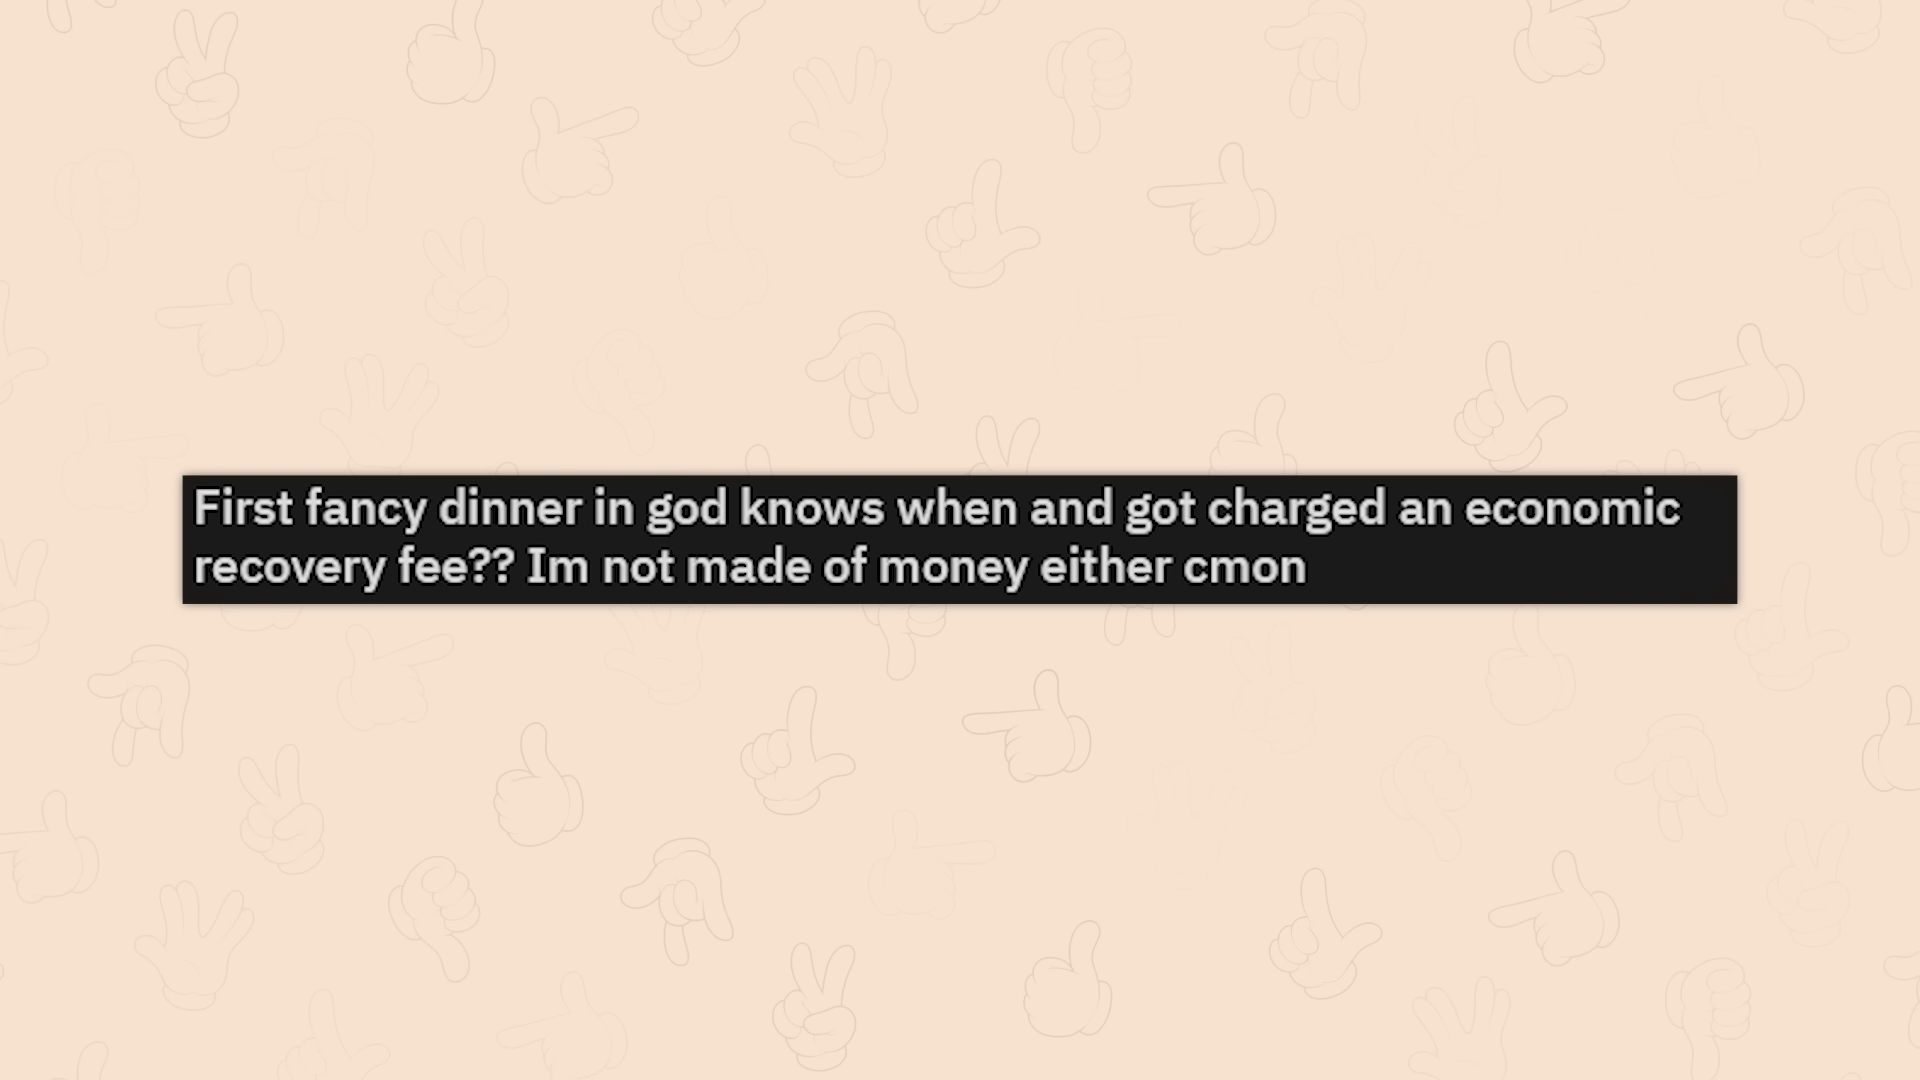 First fancy dinner in god knows when and got charged an economic
recovery fee?? Im not made of money either cmon